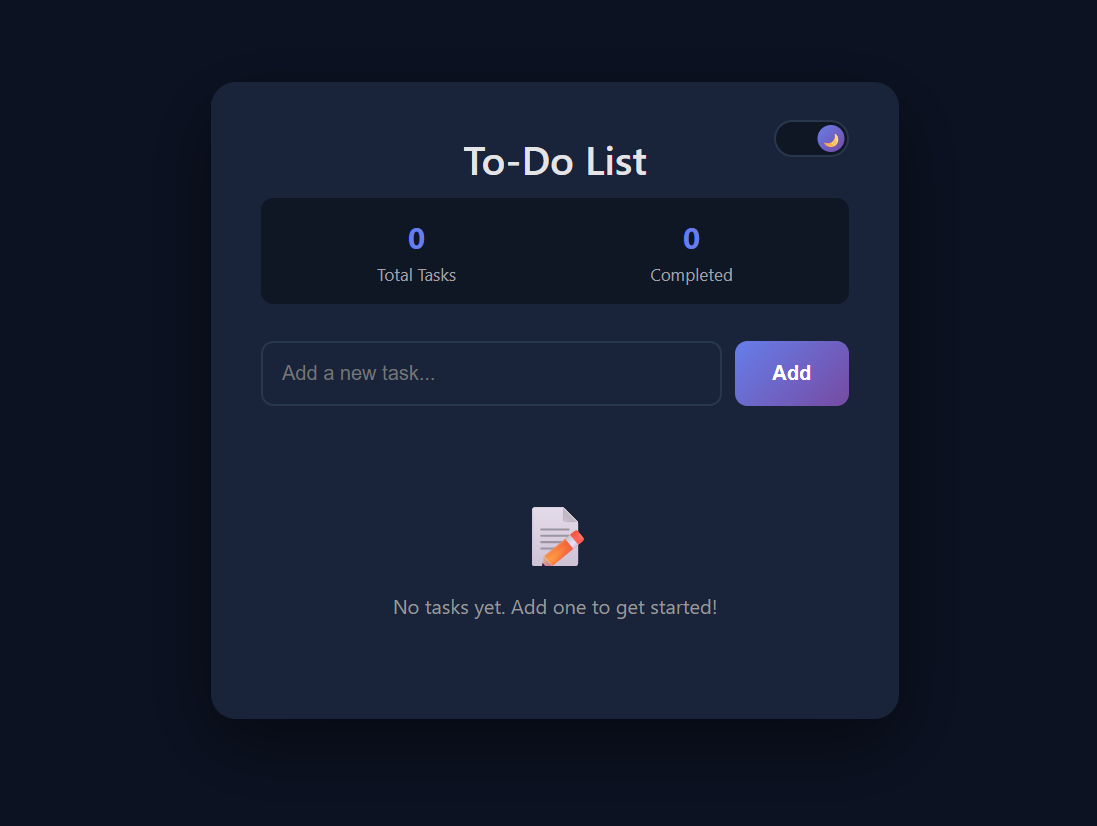 To-Do List
0
Total Tasks
0
Completed
Add a new task...
Add
No tasks yet. Add one to get started!